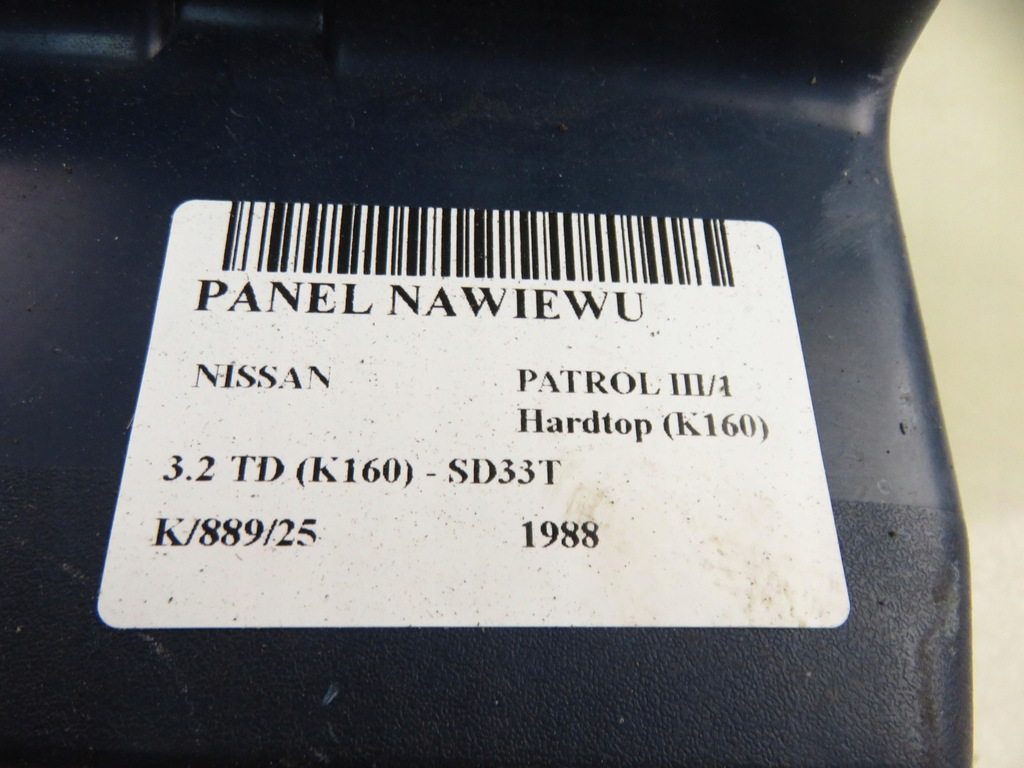 PANEL NAWIEWU
NISSAN PATROL III/1
Hardtop (K160)
3.2 TD (K160) - SD33T
K/889/25 1988